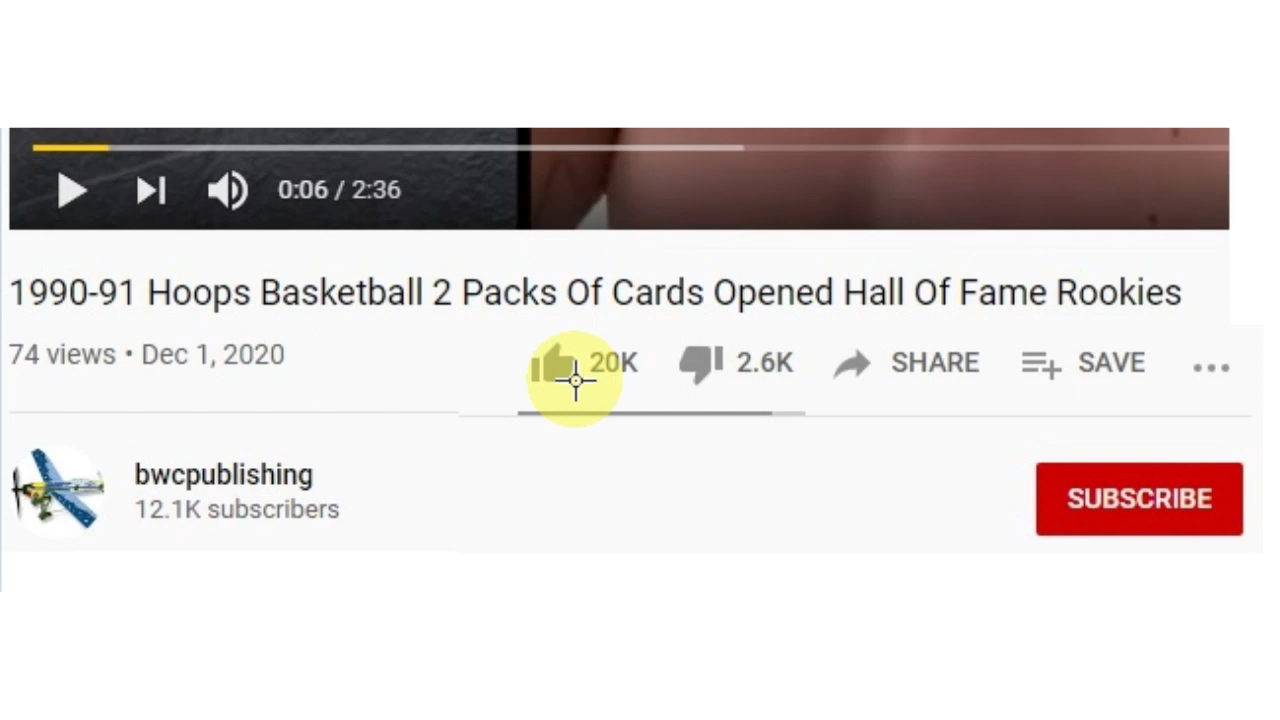 0:06 / 2:36
1990-91 Hoops Basketball 2 Packs Of Cards Opened Hall Of Fame Rookies
74 views • Dec 1, 2020 20K 2.6K SHARE SAVE
bwcpublishing
12.1K subscribers
SUBSCRIBE